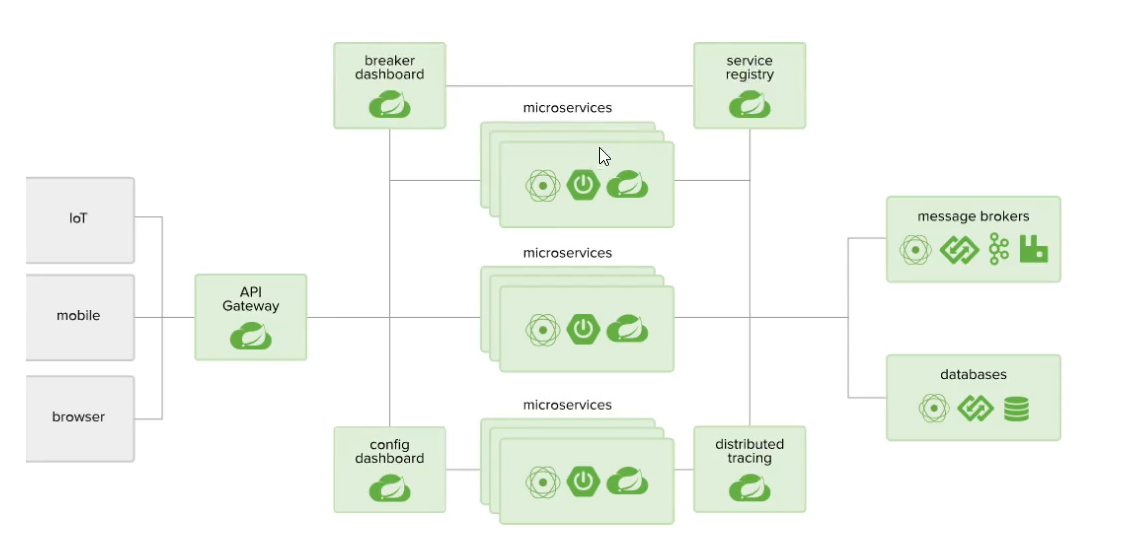 breaker
dashboard
service
registry
microservices
IoT
message brokers
microservices
API
Gateway
mobile
databases
microservices
browser
config
dashboard
distributed
tracing